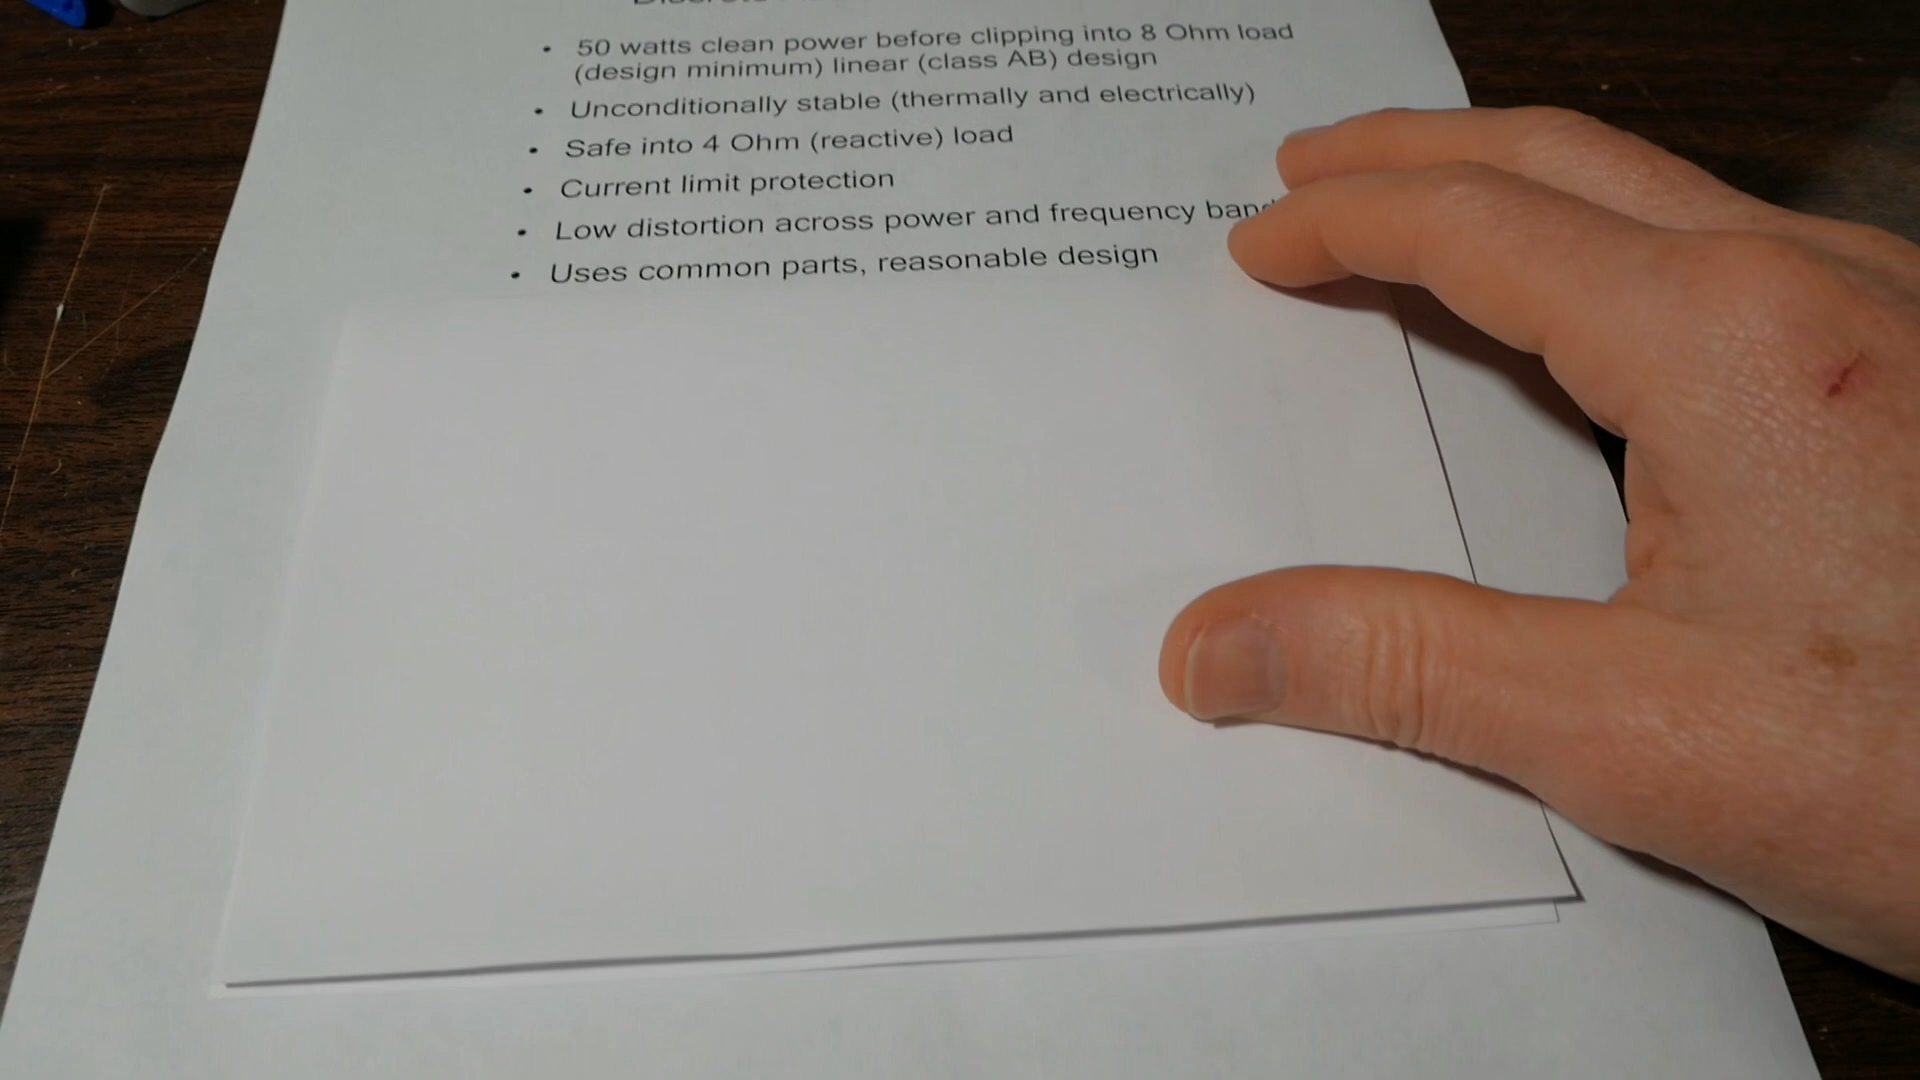 • 50 watts clean power before clipping into 8 Ohm load
(design minimum) linear (class AB) design
• Unconditionally stable (thermally and electrically)
• Safe into 4 Ohm (reactive) load
• Current limit protection
• Low distortion across power and frequency
• Uses common parts, reasonable design